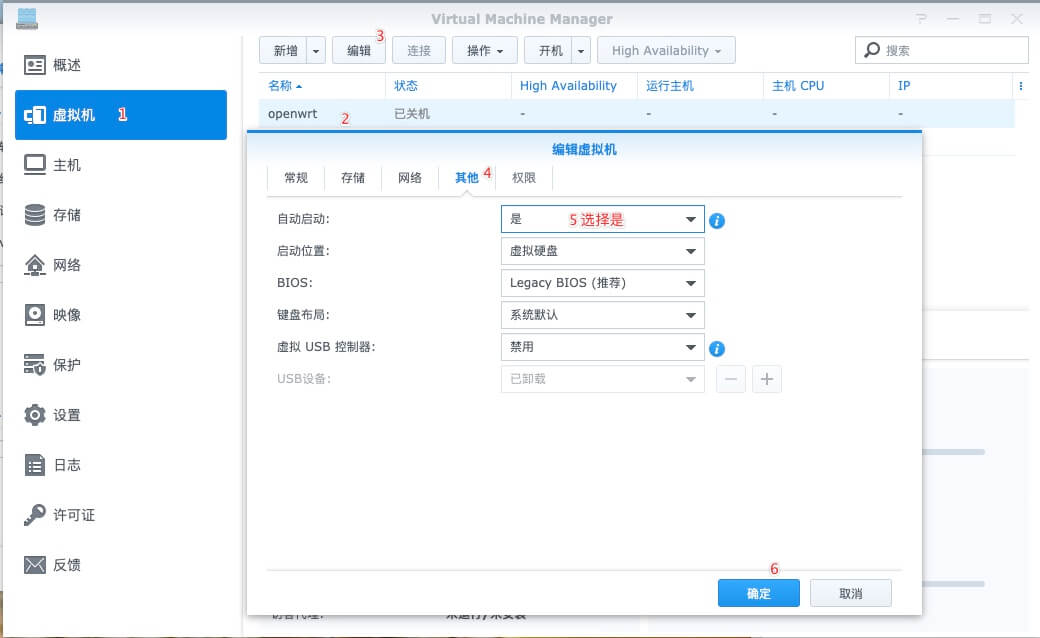 Virtual Machine Manager
?
概述
虚拟机 1
主机
存储
网络
映像
保护
设置
日志
许可证
反馈
3
新增 编辑 连接 操作 开机 High Availability 搜索
名称 状态 High Availability 运行主机 主机 CPU IP
openwrt 已关机 - - - -
2
编辑虚拟机
常规 存储 网络 其他 4 权限
自动启动: 是 5 选择是
启动位置: 虚拟硬盘
BIOS: Legacy BIOS (推荐)
键盘布局: 系统默认
虚拟 USB 控制器: 禁用
USB设备: 已卸载
6
确定 取消